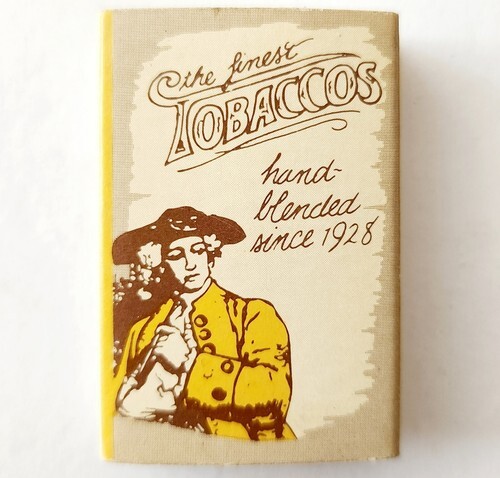 the finest
TOBACCOS
hand-
blended
since 1928